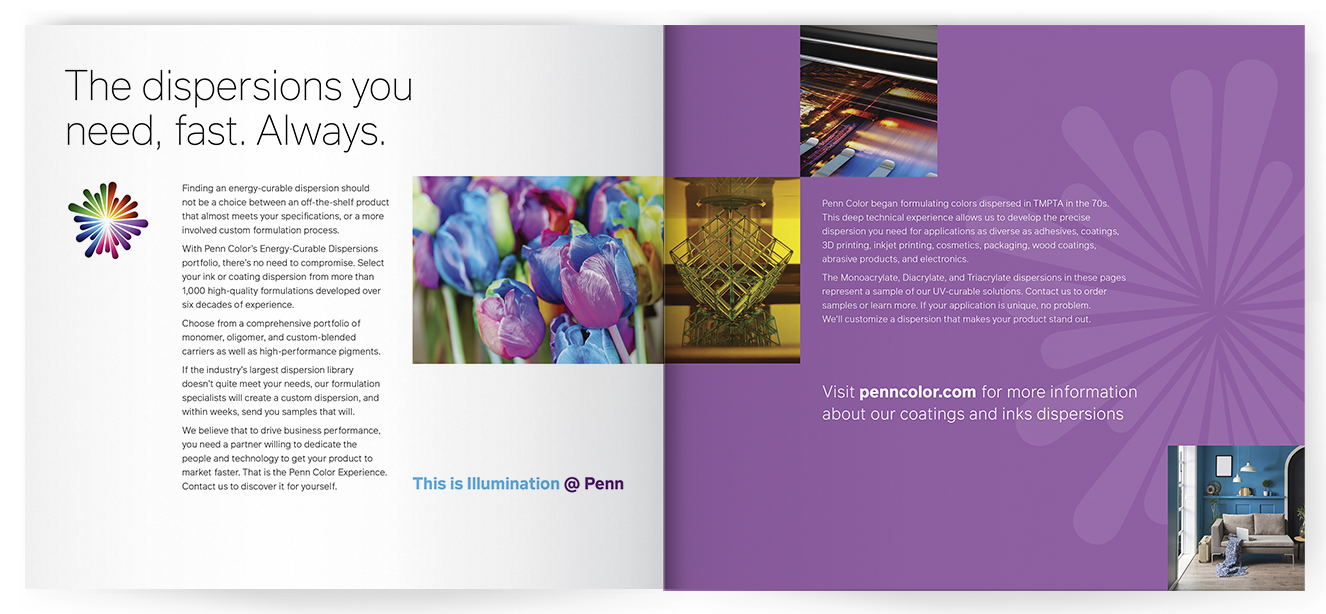 The dispersions you
need, fast. Always.
Finding an energy-curable dispersion should
not be a choice between an off-the-shelf product
that almost meets your specifications, or a more
involved custom formulation process.
With Penn Color's Energy-Curable Dispersions
portfolio, there's no need to compromise. Select
your ink or coating dispersion from more than
1,000 high-quality formulations developed over
six decades of experience.
Choose from a comprehensive portfolio of
monomer, oligomer, and custom-blended
carriers as well as high-performance pigments.
If the industry's largest dispersion library
doesn't quite meet your needs, our formulation
specialists will create a custom dispersion, and
within weeks, send you samples that will.
We believe that to drive business performance,
you need a partner willing to dedicate the
people and technology to get your product to
market faster. That is the Penn Color Experience.
Contact us to discover it for yourself.
This is Illumination @ Penn
Penn Color began formulating colors dispersed in TMPTA in the 70s.
This deep technical experience allows us to develop the precise
dispersion you need for applications as diverse as adhesives, coatings,
3D printing, inkjet printing, cosmetics, packaging, wood coatings,
abrasive products, and electronics.
The Monoacrylate, Diacrylate, and Triacrylate dispersions in these pages
represent a sample of our UV-curable solutions. Contact us to order
samples or learn more. If your application is unique, no problem.
We'll customize a dispersion that makes your product stand out.
Visit penncolor.com for more information
about our coatings and inks dispersions